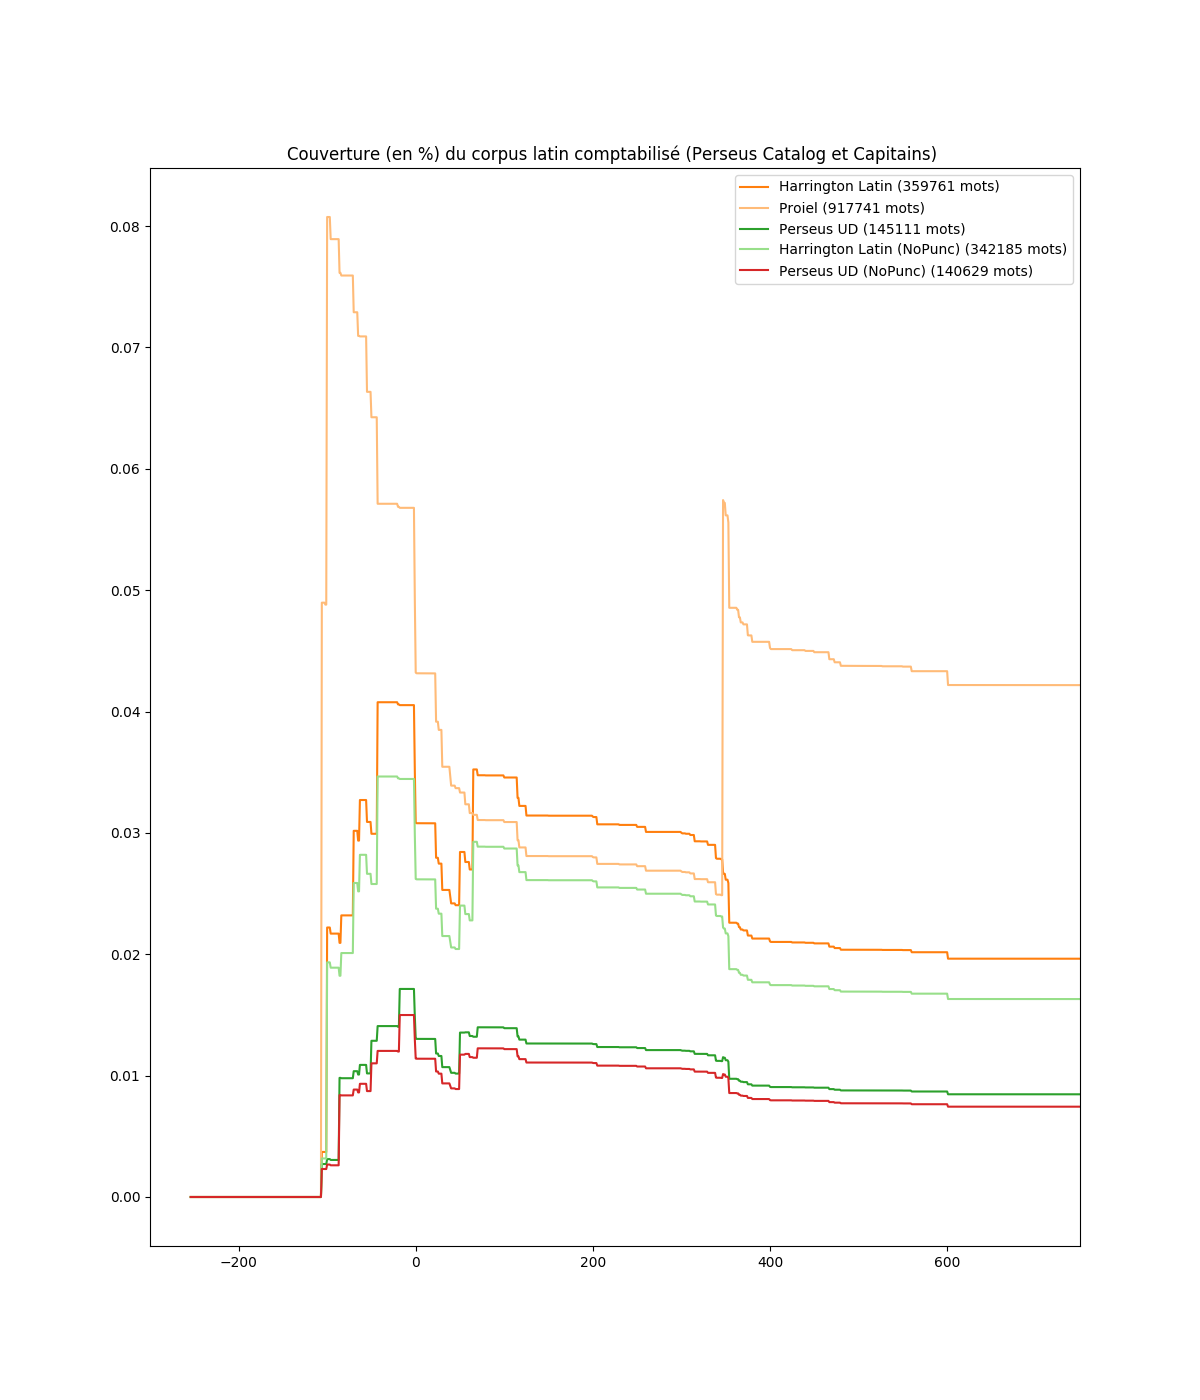 Couverture (en %) du corpus latin comptabilisé (Perseus Catalog et Capitains)
Harrington Latin (359761 mots)
Proiel (917741 mots)
Perseus UD (145111 mots)
Harrington Latin (NoPunc) (342185 mots)
Perseus UD (NoPunc) (140629 mots)
0.08
0.07
0.06
0.05
0.04
0.03
0.02
0.01
0.00
−200 0 200 400 600